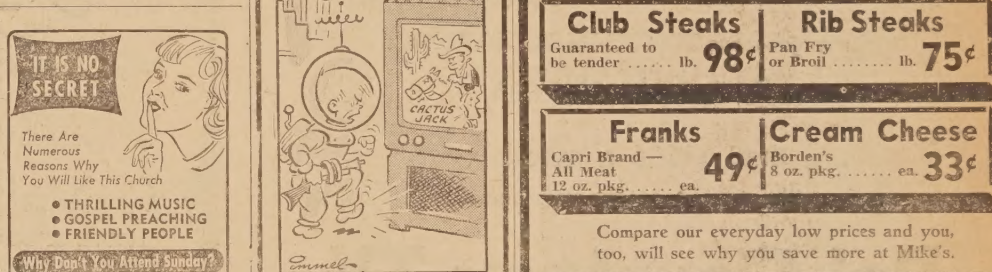 IT IS NO
SECRET
There Are
Numerous
Reasons Why
You Will Like This Church
• THRILLING MUSIC
• GOSPEL PREACHING
• FRIENDLY PEOPLE
Why Don't You Attend Sunday?
CACTUS
JACK
Emmel
Club Steaks
Guaranteed to
be tender ...... lb. 98¢
Rib Steaks
Pan Fry
or Broil ......... lb. 75¢
Franks
Capri Brand —
All Meat
12 oz. pkg. ...... ea. 49¢
Cream Cheese
Borden's
8 oz. pkg. ....... ea. 33¢
Compare our everyday low prices and you,
too, will see why you save more at Mike's.